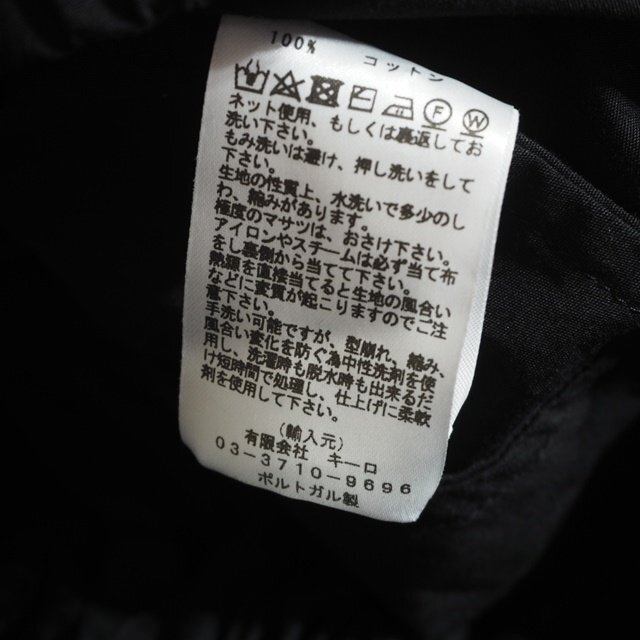 100% コットン
F W
ネット使用、もしくは裏返してお
洗い下さい。
もみ洗いは避け、押し洗いをして
下さい。
生地の性質上、水洗いで多少のし
わ、縮みがあります。
極度のマサツは、おさけ下さい。
アイロンやスチームは必ず当て布
をし裏側から当てて下さい。
熱源を直接当てると生地の風合い
などに変質が起こりますのでご注
意下さい。
手洗い可能ですが、型崩れ、縮み、
風合い変化を防ぐ為中性洗剤を使
用し、洗濯時も脱水時も出来るだ
け短時間で処理し、仕上げに柔軟
剤を使用して下さい。
(輸入元)
有限会社 キーロ
03-3710-9696
ポルトガル製